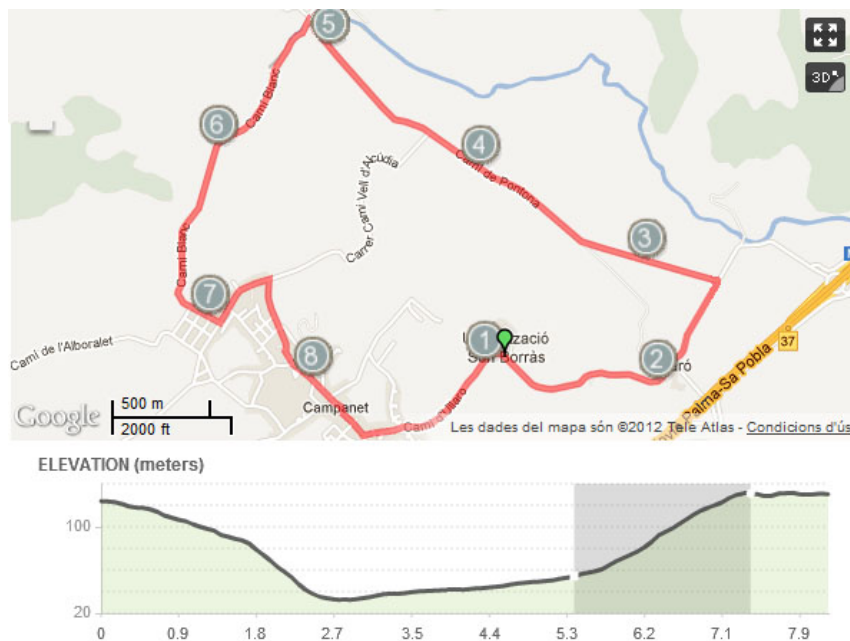 5
3D
6
Camí Blanc
4
Carrer Camí Vell d'Alcúdia
Camí de Pontona
3
Camí Blanc
7
1
37
Son Borràs
2
Camí de l'Alboralet
8
500 m
Campanet
Google
2000 ft
Camí d'Ullaró
Palma-Sa Pobla
Les dades del mapa són ©2012 Tele Atlas - Condicions d'ús
ELEVATION (meters)
100
20
0 0.9 1.8 2.7 3.5 4.4 5.3 6.2 7.1 7.9